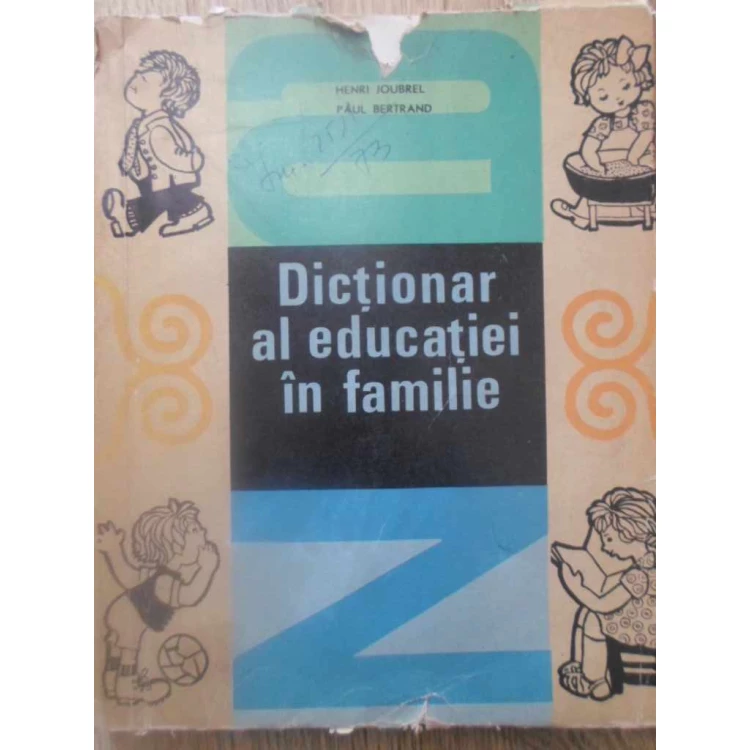 a
HENRI JOUBREL
PAUL BERTRAND
Dicționar
al educației
în familie
Z